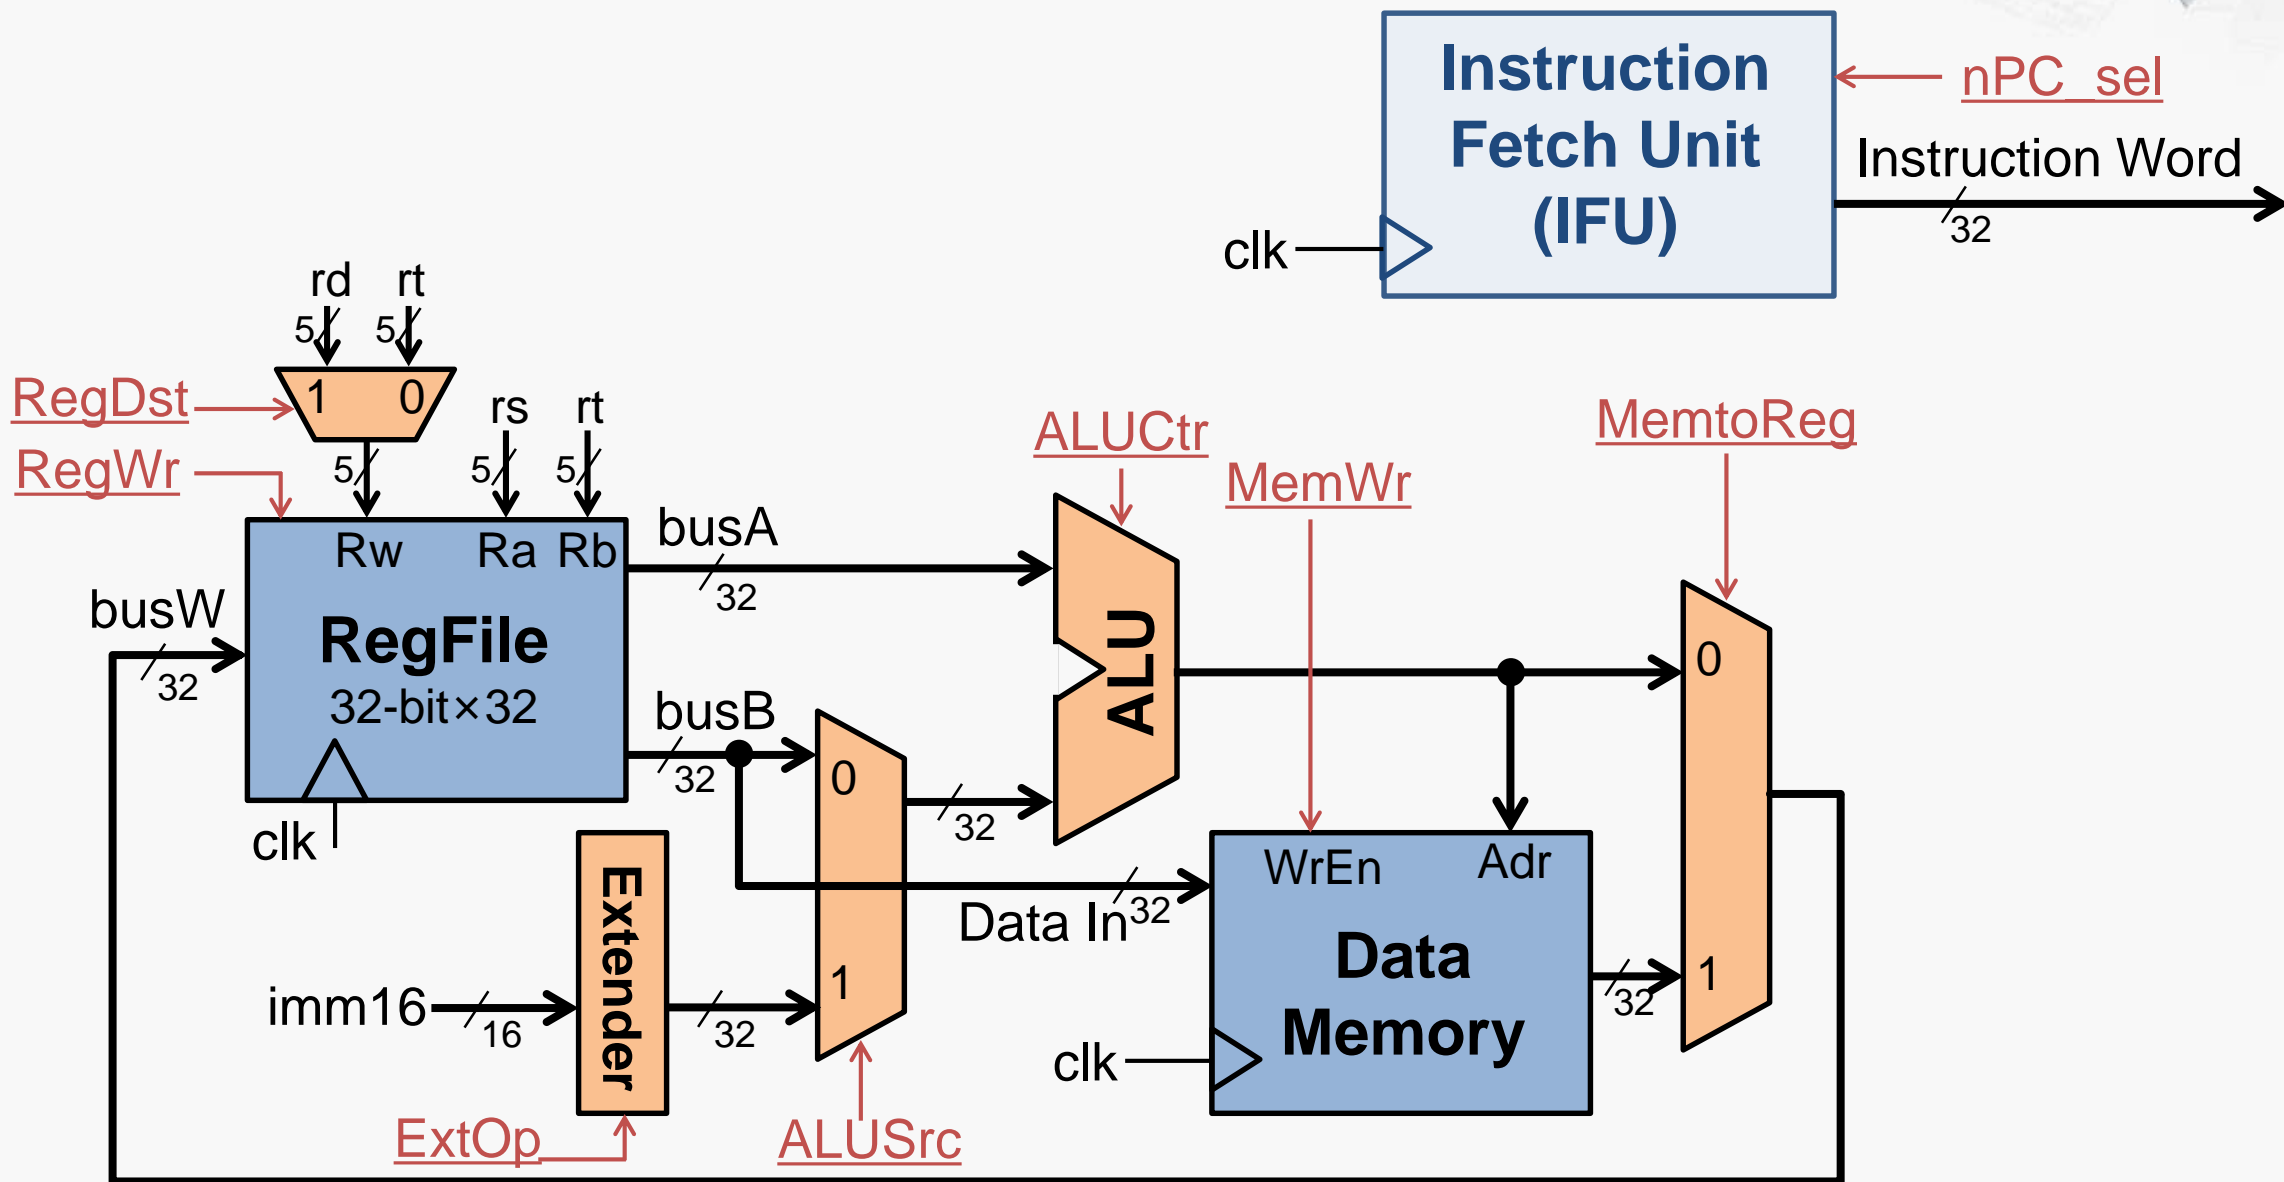 Instruction
Fetch Unit
(IFU)
nPC_sel
Instruction Word
32
clk
rd
rt
5
5
RegDst
1
0
rs
rt
ALUCtr
MemtoReg
RegWr
5
5
5
MemWr
Rw
Ra
Rb
busA
32
busW
32
RegFile
32-bit×32
ALU
0
busB
32
0
32
clk
WrEn
Adr
Extender
Data In
32
Data
Memory
imm16
16
32
1
32
1
clk
ExtOp
ALUSrc